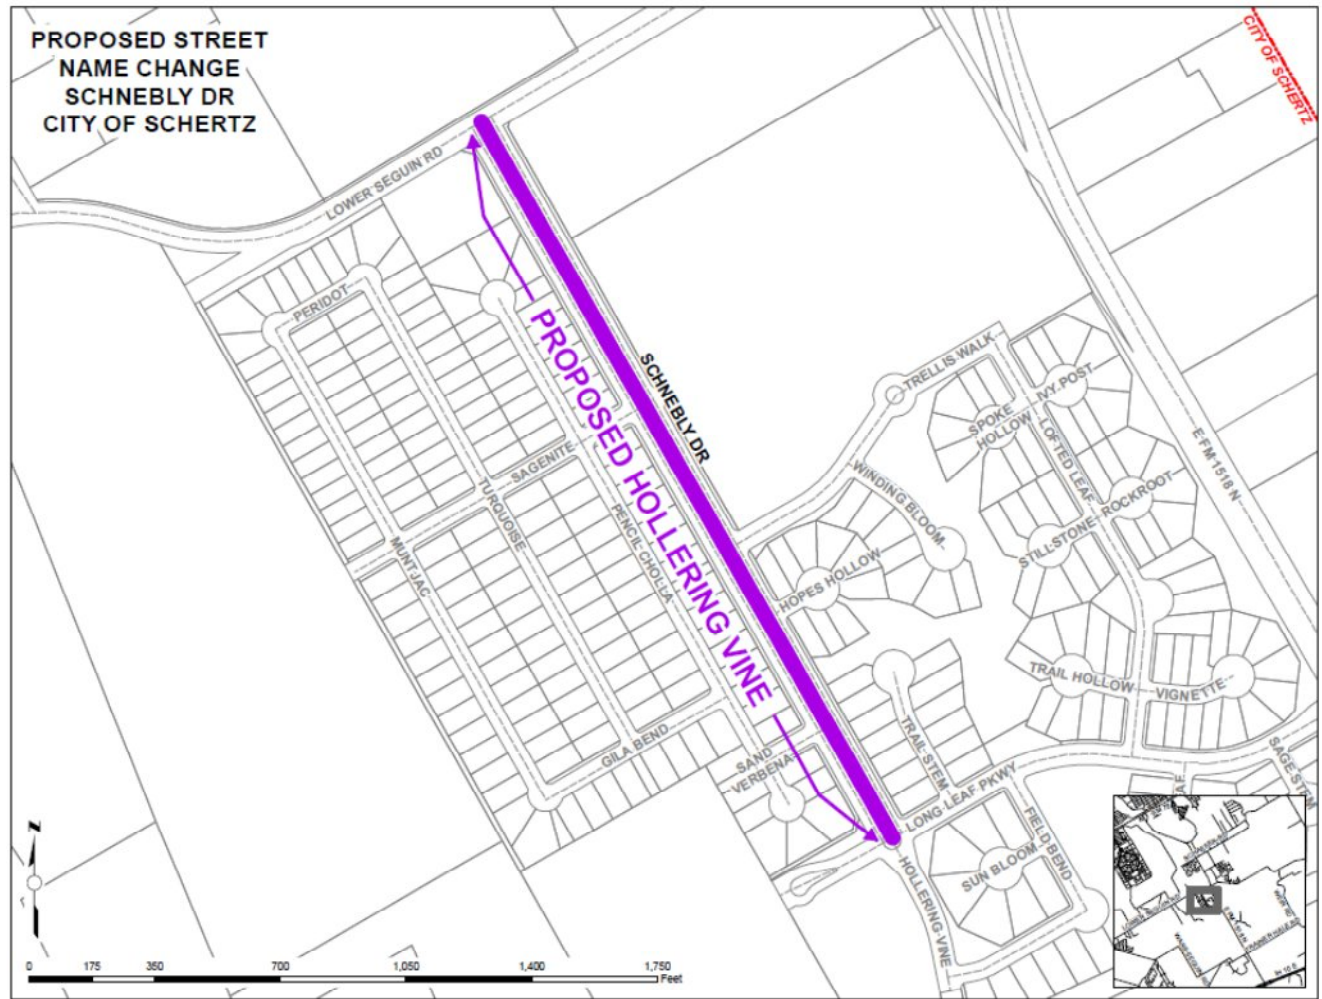 PROPOSED STREET
NAME CHANGE
SCHNEBLY DR
CITY OF SCHERTZ
CITY OF SCHERTZ
LOWER SEGUIN RD
PERIDOT
PROPOSED HOLLERING VINE
SCHNEBLY DR
TRELLIS WALK
SPOKE
HOLLOW
IVY POST
LOFTED LEAF
E FM 1518 N
SAGENITE
TURQUOISE
PENCIL CHOLLA
MUNTJAC
WINDING BLOOM
HOPES HOLLOW
STILLSTONE
ROCKROOT
TRAIL HOLLOW
VIGNETTE
GILA BEND
SAND
VERBENA
TRAIL STEM
LONG LEAF PKWY
SAGE STEM
FIELD BEND
SUN BLOOM
HOLLERING VINE
N
0 175 350 700 1,050 1,400 1,750
Feet